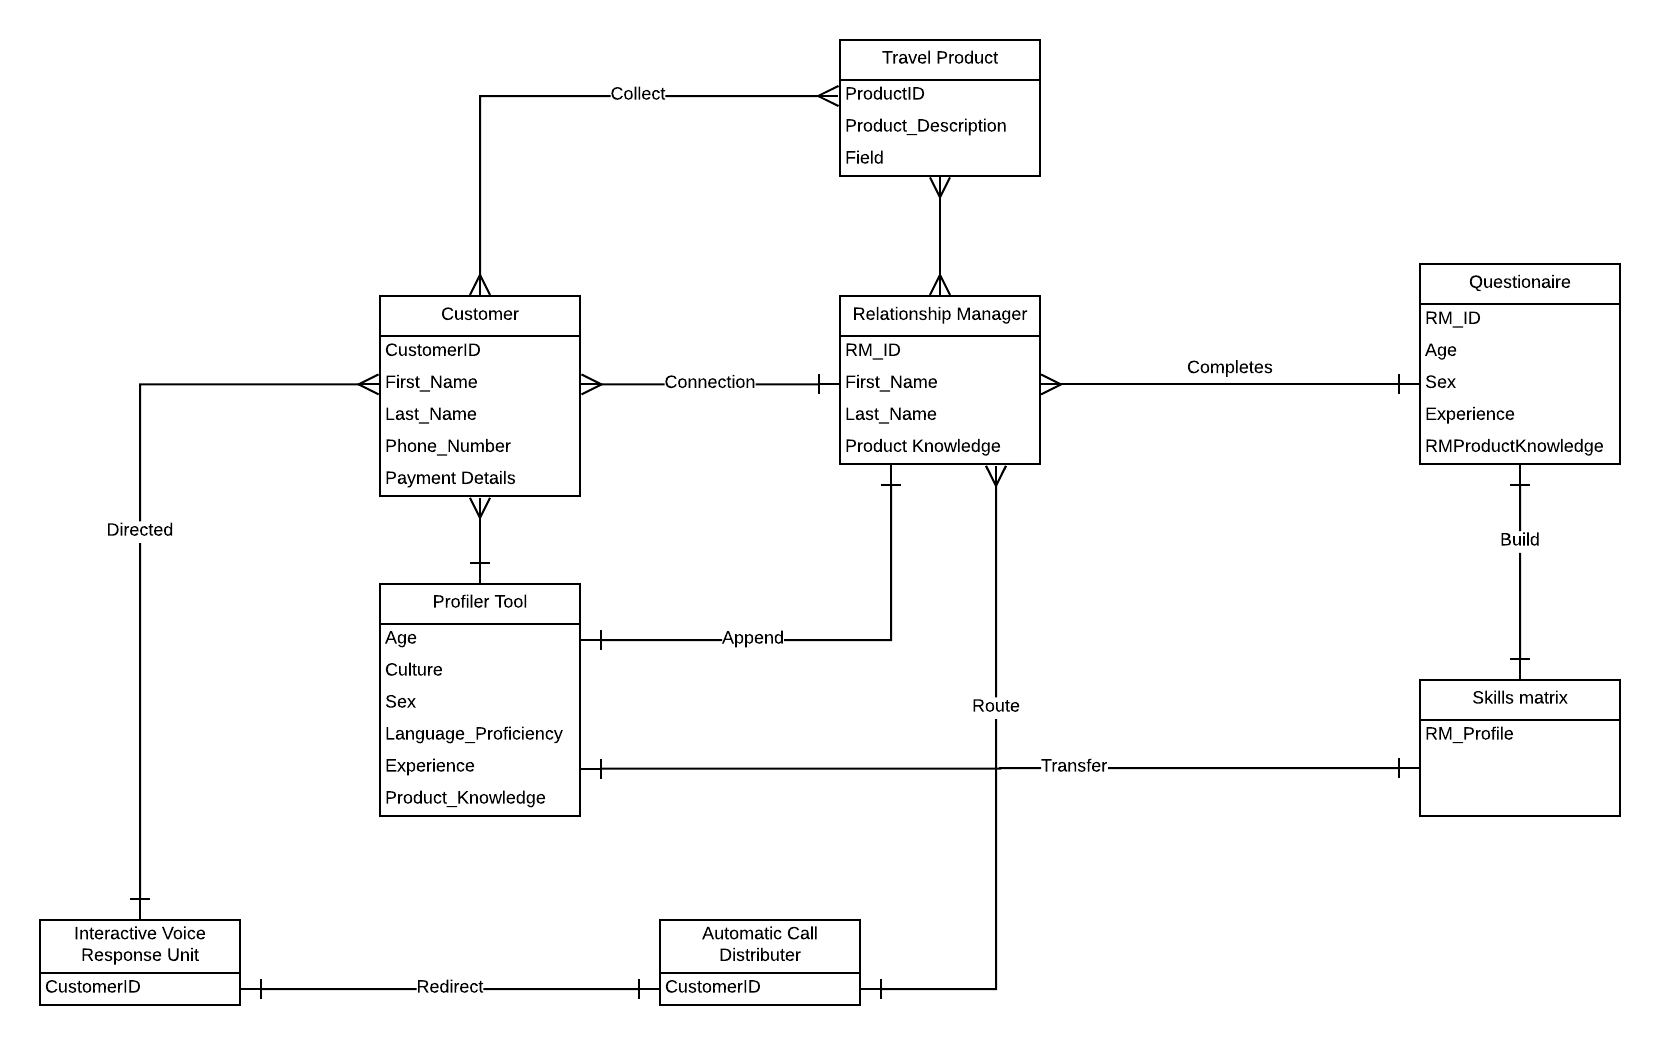 Travel Product
ProductID
Product_Description
Field
Collect
Customer
CustomerID
First_Name
Last_Name
Phone_Number
Payment Details
Connection
Relationship Manager
RM_ID
First_Name
Last_Name
Product Knowledge
Completes
Questionaire
RM_ID
Age
Sex
Experience
RMProductKnowledge
Directed
Build
Profiler Tool
Age
Culture
Sex
Language_Proficiency
Experience
Product_Knowledge
Append
Route
Transfer
Skills matrix
RM_Profile
Interactive Voice
Response Unit
CustomerID
Redirect
Automatic Call
Distributer
CustomerID